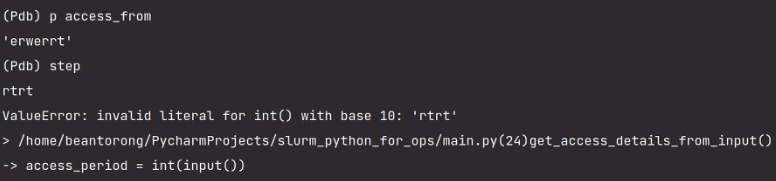 (Pdb) p access_from
'erwerrt'
(Pdb) step
rtrt
ValueError: invalid literal for int() with base 10: 'rtrt'
> /home/beantorong/PycharmProjects/slurm_python_for_ops/main.py(24)get_access_details_from_input()
-> access_period = int(input())